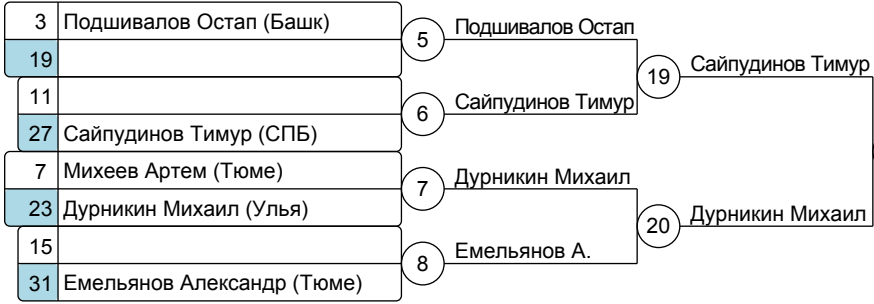 3 Подшивалов Остап (Башк)
5 Подшивалов Остап
19
19 Сайпудинов Тимур
11
6 Сайпудинов Тимур
27 Сайпудинов Тимур (СПБ)
7 Михеев Артем (Тюме)
7 Дурникин Михаил
23 Дурникин Михаил (Улья)
20 Дурникин Михаил
15
8 Емельянов А.
31 Емельянов Александр (Тюме)